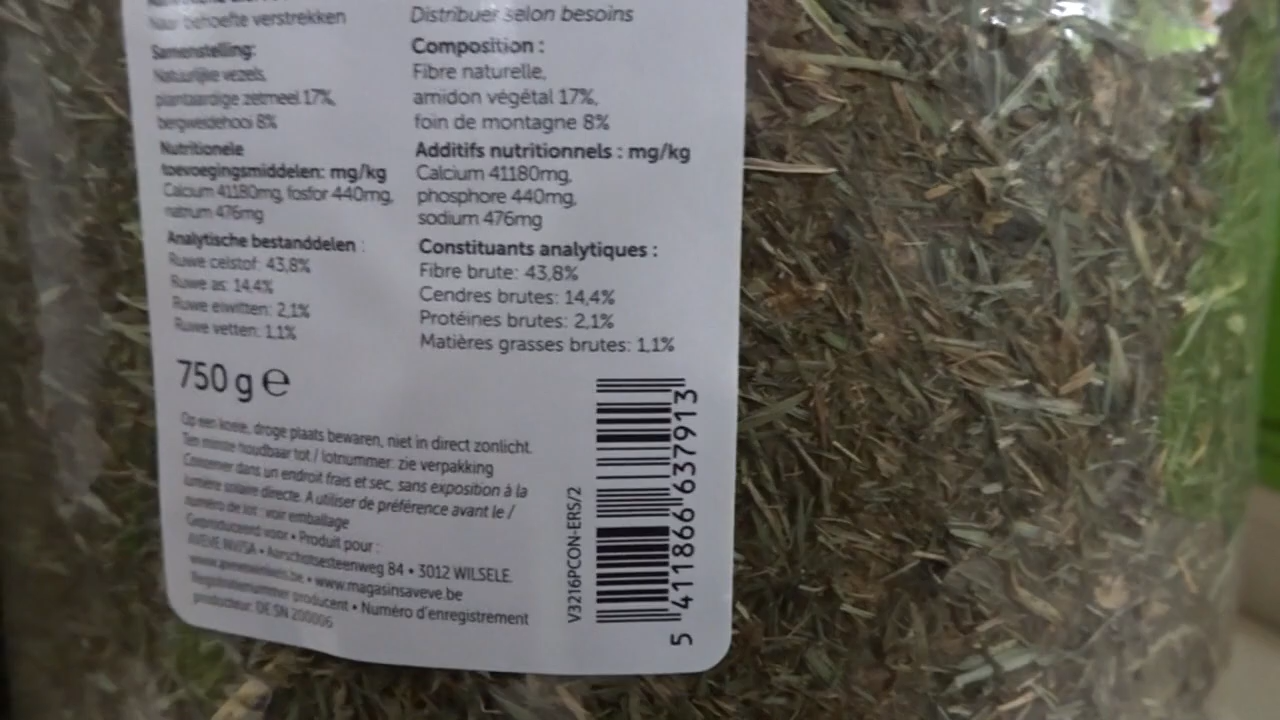 Naar behoefte verstrekken
Samenstelling:
Natuurlijke vezels,
plantaardige zetmeel 17%,
bergweidehooi 8%
Nutritionele
toevoegingsmiddelen: mg/kg
Calcium 41180mg, fosfor 440mg,
natrium 476mg
Analytische bestanddelen :
Ruwe celstof: 43,8%
Ruwe as: 14,4%
Ruwe eiwitten: 2,1%
Ruwe vetten: 1,1%
Distribuer selon besoins
Composition :
Fibre naturelle,
amidon végétal 17%,
foin de montagne 8%
Additifs nutritionnels : mg/kg
Calcium 41180mg,
phosphore 440mg,
sodium 476mg
Constituants analytiques :
Fibre brute: 43,8%
Cendres brutes: 14,4%
Protéines brutes: 2,1%
Matières grasses brutes: 1,1%
750 g e
Op een koele, droge plaats bewaren, niet in direct zonlicht.
Ten minste houdbaar tot / lotnummer: zie verpakking
Conserver dans un endroit frais et sec, sans exposition à la
lumière solaire directe. A utiliser de préférence avant le /
numéro de lot : voir emballage
Geproduceerd voor • Produit pour :
AVEVE NV/SA • Aarschotsesteenweg 84 • 3012 WILSELE
www.avevewinkels.be • www.magasinsaveve.be
Registratienummer producent • Numéro d'enregistrement
producteur: DE SN 200006
V3216PCON-ERS/2
5 411866 637913